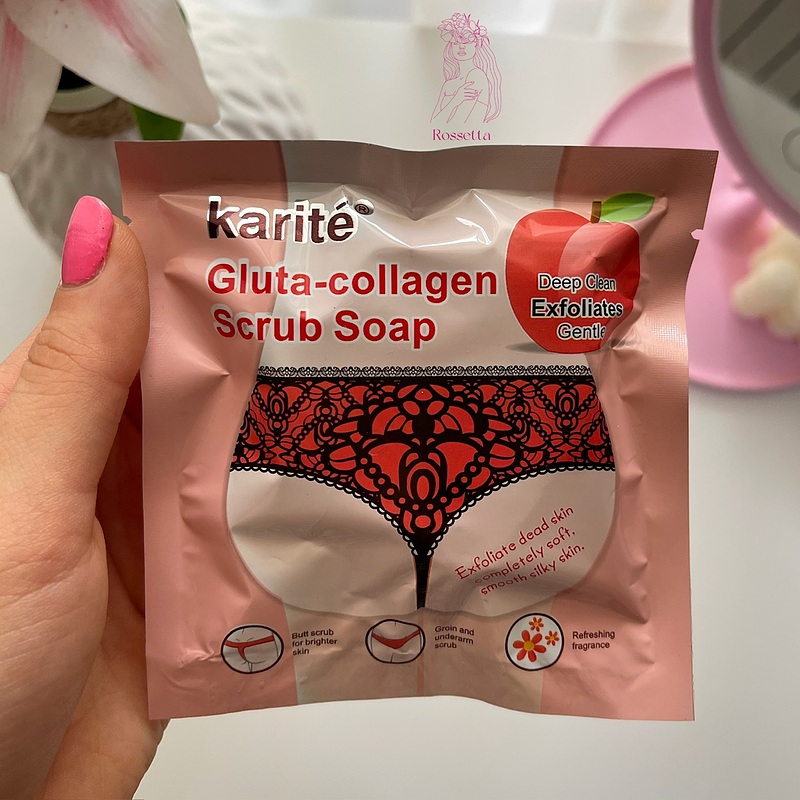 Rossetta
karité®
Gluta-collagen
Scrub Soap
Deep Clean
Exfoliates
Gentle
Exfoliate dead skin
completely soft,
smooth silky skin.
Butt scrub
for brighter
skin
Groin and
underarm
scrub
Refreshing
fragrance